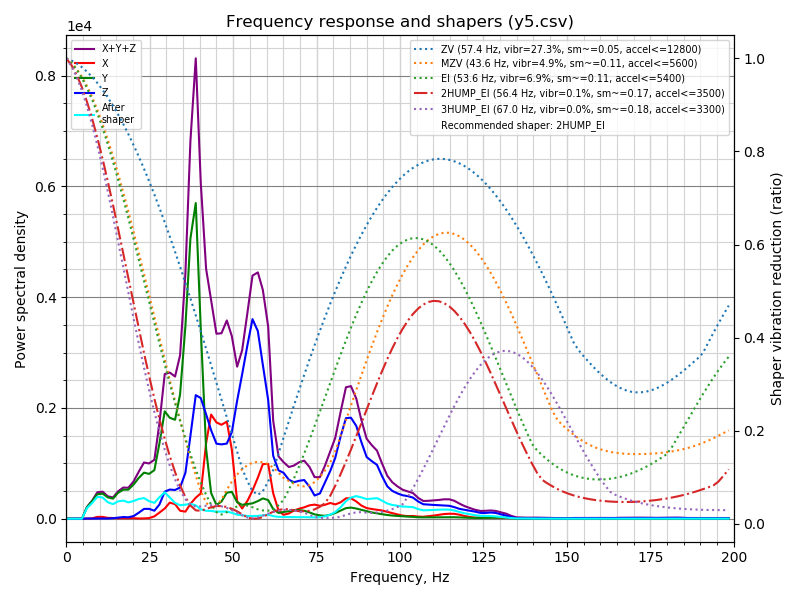 Frequency response and shapers (y5.csv)
1e4
X+Y+Z
X
Y
Z
After
shaper
ZV (57.4 Hz, vibr=27.3%, sm~=0.05, accel<=12800)
MZV (43.6 Hz, vibr=4.9%, sm~=0.11, accel<=5600)
EI (53.6 Hz, vibr=6.9%, sm~=0.11, accel<=5400)
2HUMP_EI (56.4 Hz, vibr=0.1%, sm~=0.17, accel<=3500)
3HUMP_EI (67.0 Hz, vibr=0.0%, sm~=0.18, accel<=3300)
Recommended shaper: 2HUMP_EI
Power spectral density
0.8
0.6
0.4
0.2
0.0
1.0
0.8
0.6
0.4
0.2
0.0
Shaper vibration reduction (ratio)
0 25 50 75 100 125 150 175 200
Frequency, Hz